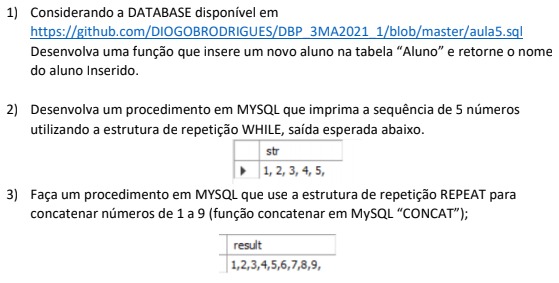 1) Considerando a DATABASE disponível em
https://github.com/DIOGOBRODRIGUES/DBP_3MA2021_1/blob/master/aula5.sql
Desenvolva uma função que insere um novo aluno na tabela “Aluno” e retorne o nome
do aluno Inserido.
2) Desenvolva um procedimento em MYSQL que imprima a sequência de 5 números
utilizando a estrutura de repetição WHILE, saída esperada abaixo.
str
1, 2, 3, 4, 5,
3) Faça um procedimento em MYSQL que use a estrutura de repetição REPEAT para
concatenar números de 1 a 9 (função concatenar em MySQL “CONCAT”);
result
1,2,3,4,5,6,7,8,9,